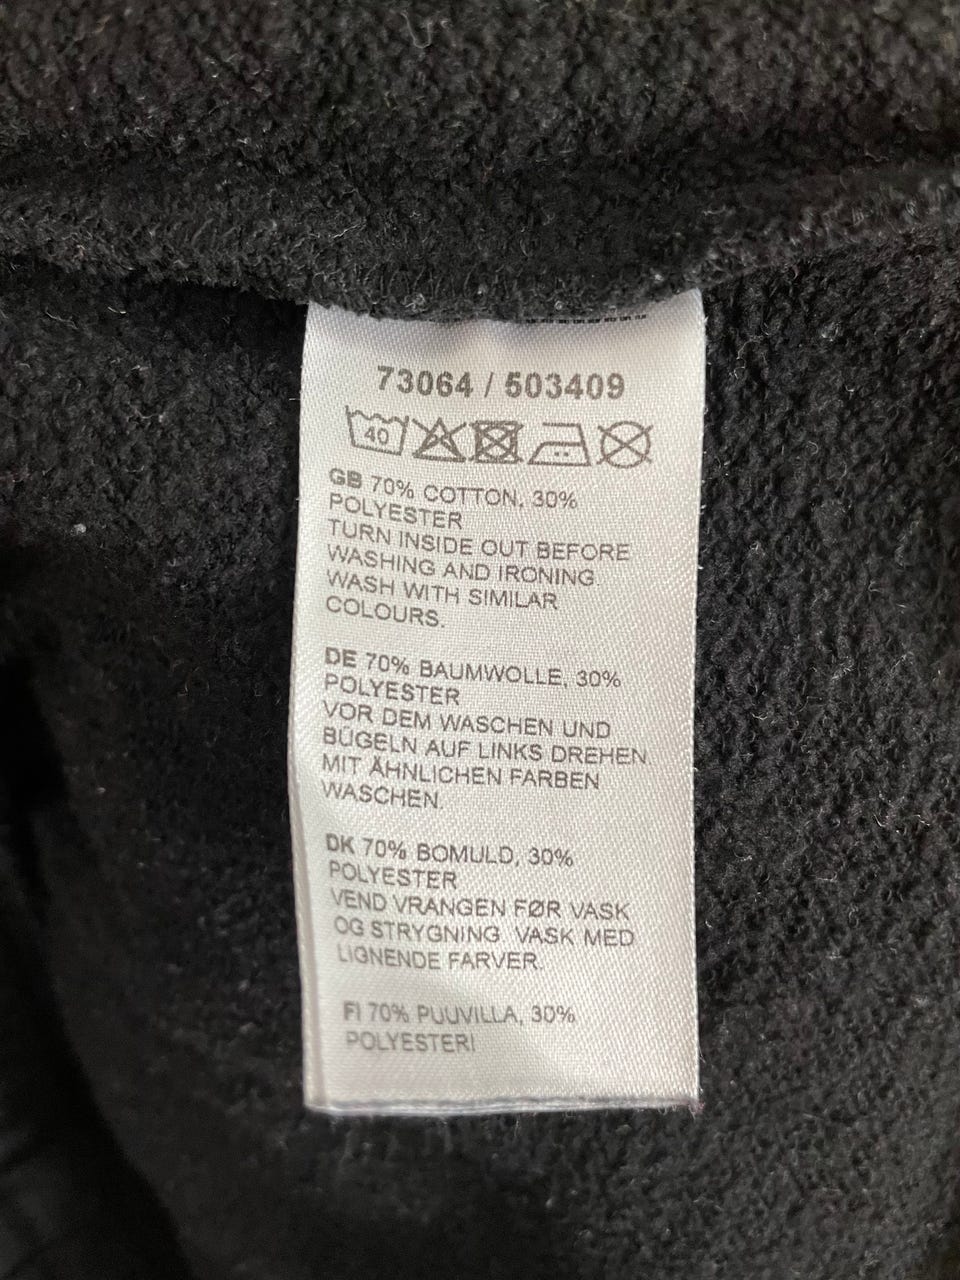 73064 / 503409
40
GB 70% COTTON, 30%
POLYESTER
TURN INSIDE OUT BEFORE
WASHING AND IRONING
WASH WITH SIMILAR
COLOURS.
DE 70% BAUMWOLLE, 30%
POLYESTER
VOR DEM WASCHEN UND
BÜGELN AUF LINKS DREHEN
MIT ÄHNLICHEN FARBEN
WASCHEN.
DK 70% BOMULD, 30%
POLYESTER
VEND VRANGEN FØR VASK
OG STRYGNING. VASK MED
LIGNENDE FARVER.
FI 70% PUUVILLA, 30%
POLYESTERI